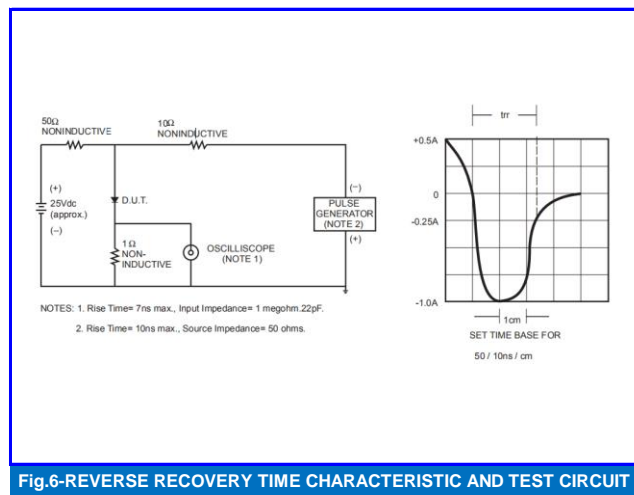 50Ω
NONINDUCTIVE
10Ω
NONINDUCTIVE
(+)
25Vdc
(approx.)
(–)
D.U.T.
1Ω
NON-
INDUCTIVE
OSCILLISCOPE
(NOTE 1)
(–)
PULSE
GENERATOR
(NOTE 2)
(+)
NOTES: 1. Rise Time= 7ns max., Input Impedance= 1 megohm.22pF.
2. Rise Time= 10ns max., Source Impedance= 50 ohms.
trr
+0.5A
0
-0.25A
-1.0A
1cm
SET TIME BASE FOR
50 / 10ns / cm
Fig.6-REVERSE RECOVERY TIME CHARACTERISTIC AND TEST CIRCUIT